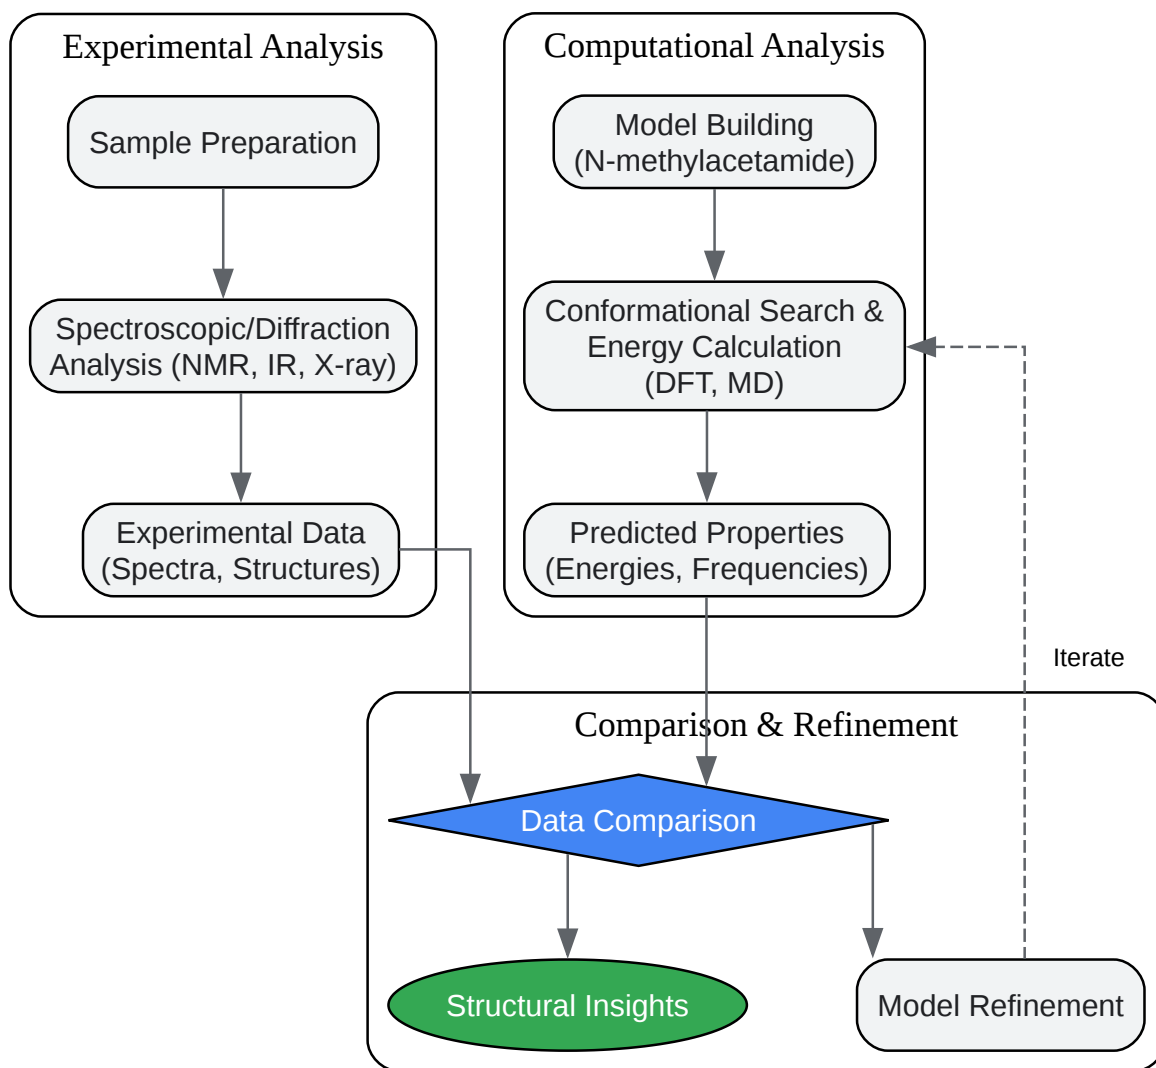 Experimental Analysis
Sample Preparation
Spectroscopic/Diffraction
Analysis (NMR, IR, X-ray)
Experimental Data
(Spectra, Structures)
Computational Analysis
Model Building
(N-methylacetamide)
Conformational Search &
Energy Calculation
(DFT, MD)
Predicted Properties
(Energies, Frequencies)
Iterate
Comparison & Refinement
Data Comparison
Structural Insights
Model Refinement